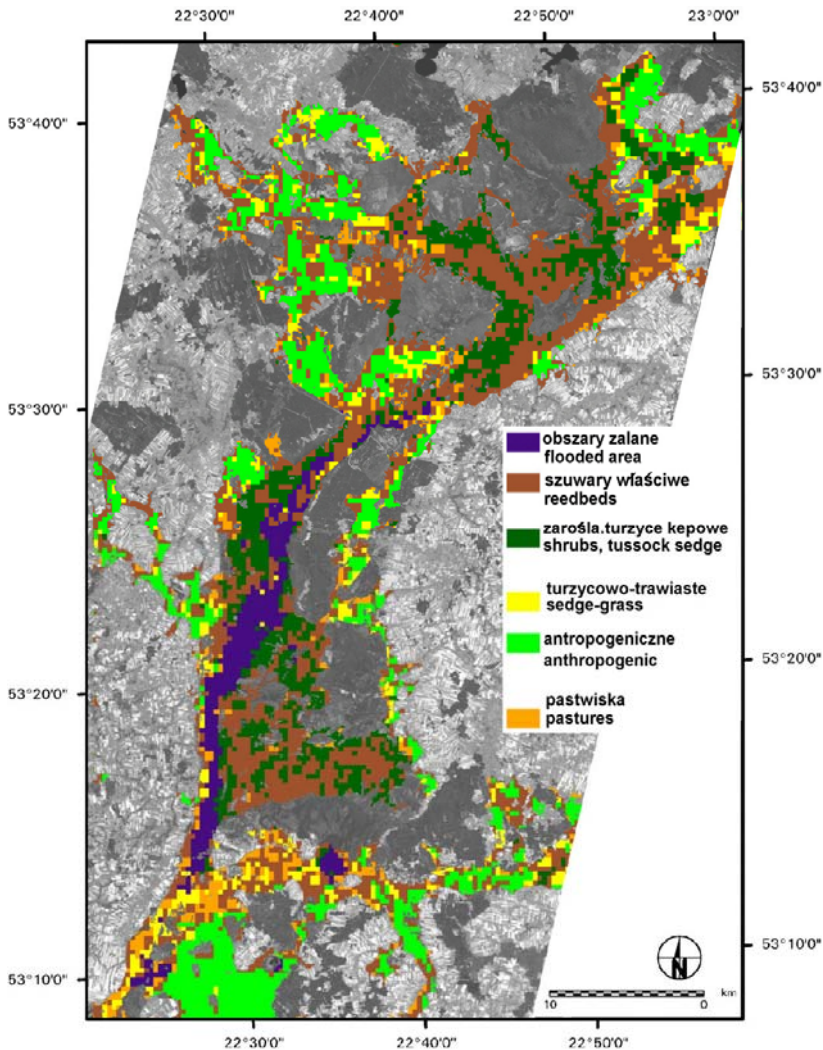 22°30'0" 22°40'0" 22°50'0" 23°0'0"
53°40'0" 53°40'0"
53°30'0" 53°30'0"
obszary zalane
flooded area
szuwary właściwe
reedbeds
zarośla.turzyce kepowe
shrubs, tussock sedge
turzycowo-trawiaste
sedge-grass
antropogeniczne
anthropogenic
53°20'0" 53°20'0"
pastwiska
pastures
53°10'0" 53°10'0"
N
km
10 0
22°30'0" 22°40'0" 22°50'0"